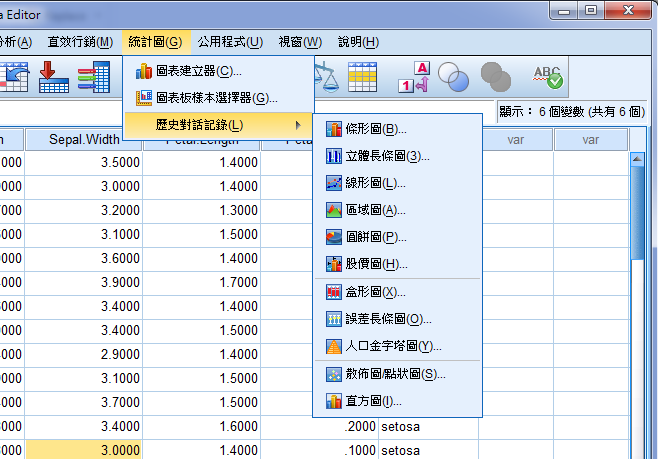 a Editor
分析(A) 直效行銷(M) 統計圖(G) 公用程式(U) 視窗(W) 說明(H)
圖表建立器(C)...
圖表板樣本選擇器(G)...
歷史對話記錄(L)
1 A
ABC
顯示： 6 個變數 (共有 6 個)
條形圖(B)...
立體長條圖(3)...
線形圖(L)...
區域圖(A)...
圓餅圖(P)...
股價圖(H)...
盒形圖(X)...
誤差長條圖(O)...
人口金字塔圖(Y)...
散佈圖/點狀圖(S)...
直方圖(I)...
Sepal.Width Petal.Length var var
000 3.5000 1.4000
000 3.0000 1.4000
000 3.2000 1.3000
000 3.1000 1.5000
000 3.6000 1.4000
000 3.9000 1.7000
000 3.4000 1.4000
000 3.4000 1.5000
000 2.9000 1.4000
000 3.1000 1.5000
000 3.7000 1.5000
000 3.4000 1.6000 .2000 setosa
000 3.0000 1.4000 .1000 setosa